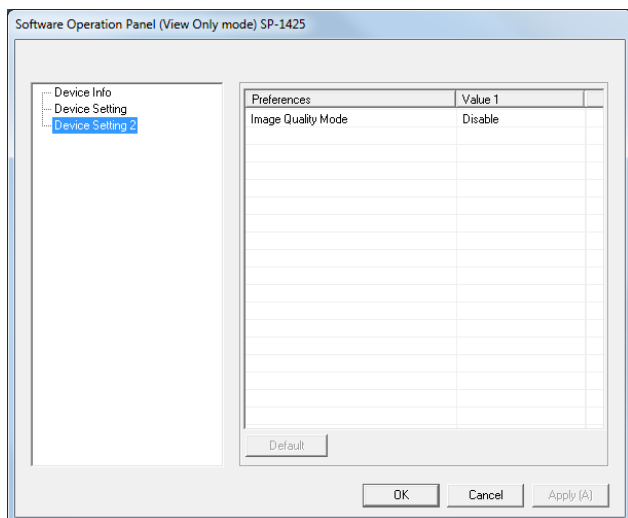 Software Operation Panel (View Only mode) SP-1425
Device Info
Device Setting
Device Setting 2
Preferences Value 1
Image Quality Mode Disable
Default
OK Cancel Apply (A)